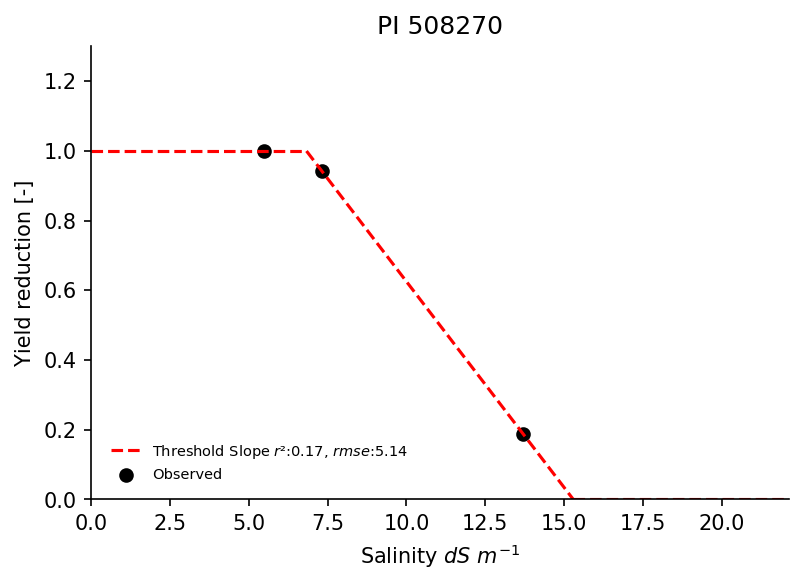 PI 508270
Yield reduction [-]
1.2
1.0
0.8
0.6
0.4
0.2
0.0
Threshold Slope r²:0.17, rmse:5.14
Observed
0.0 2.5 5.0 7.5 10.0 12.5 15.0 17.5 20.0
Salinity dS m⁻¹